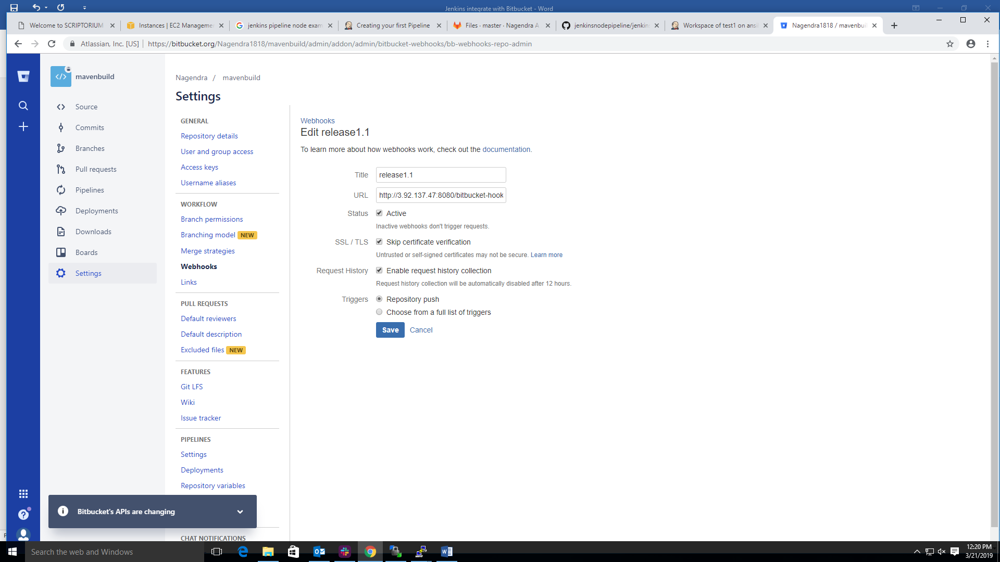 Jenkins integrate with Bitbucket - Word
Welcome to SCRIPTORIUM
Instances | EC2 Manageme
jenkins pipeline node exam
Creating your first Pipeline
Files · master · Nagendra A
jenkinsnodepipeline/jenkin
Workspace of test1 on ansi
Nagendra1818 / mavenbuil
Atlassian, Inc. [US] | https://bitbucket.org/Nagendra1818/mavenbuild/admin/addon/admin/bitbucket-webhooks/bb-webhooks-repo-admin
mavenbuild
Source
Commits
Branches
Pull requests
Pipelines
Deployments
Downloads
Boards
Settings
Nagendra / mavenbuild
Settings
GENERAL
Repository details
User and group access
Access keys
Username aliases
WORKFLOW
Branch permissions
Branching model NEW
Merge strategies
Webhooks
Links
PULL REQUESTS
Default reviewers
Default description
Excluded files NEW
FEATURES
Git LFS
Wiki
Issue tracker
PIPELINES
Settings
Deployments
Repository variables
CHAT NOTIFICATIONS
Webhooks
Edit release1.1
To learn more about how webhooks work, check out the documentation.
Title release1.1
URL http://3.92.137.47:8080/bitbucket-hook
Status Active
Inactive webhooks don't trigger requests.
SSL / TLS Skip certificate verification
Untrusted or self-signed certificates may not be secure. Learn more
Request History Enable request history collection
Request history collection will be automatically disabled after 12 hours.
Triggers Repository push
Choose from a full list of triggers
Save Cancel
Bitbucket's APIs are changing
Search the web and Windows
12:20 PM
3/21/2019